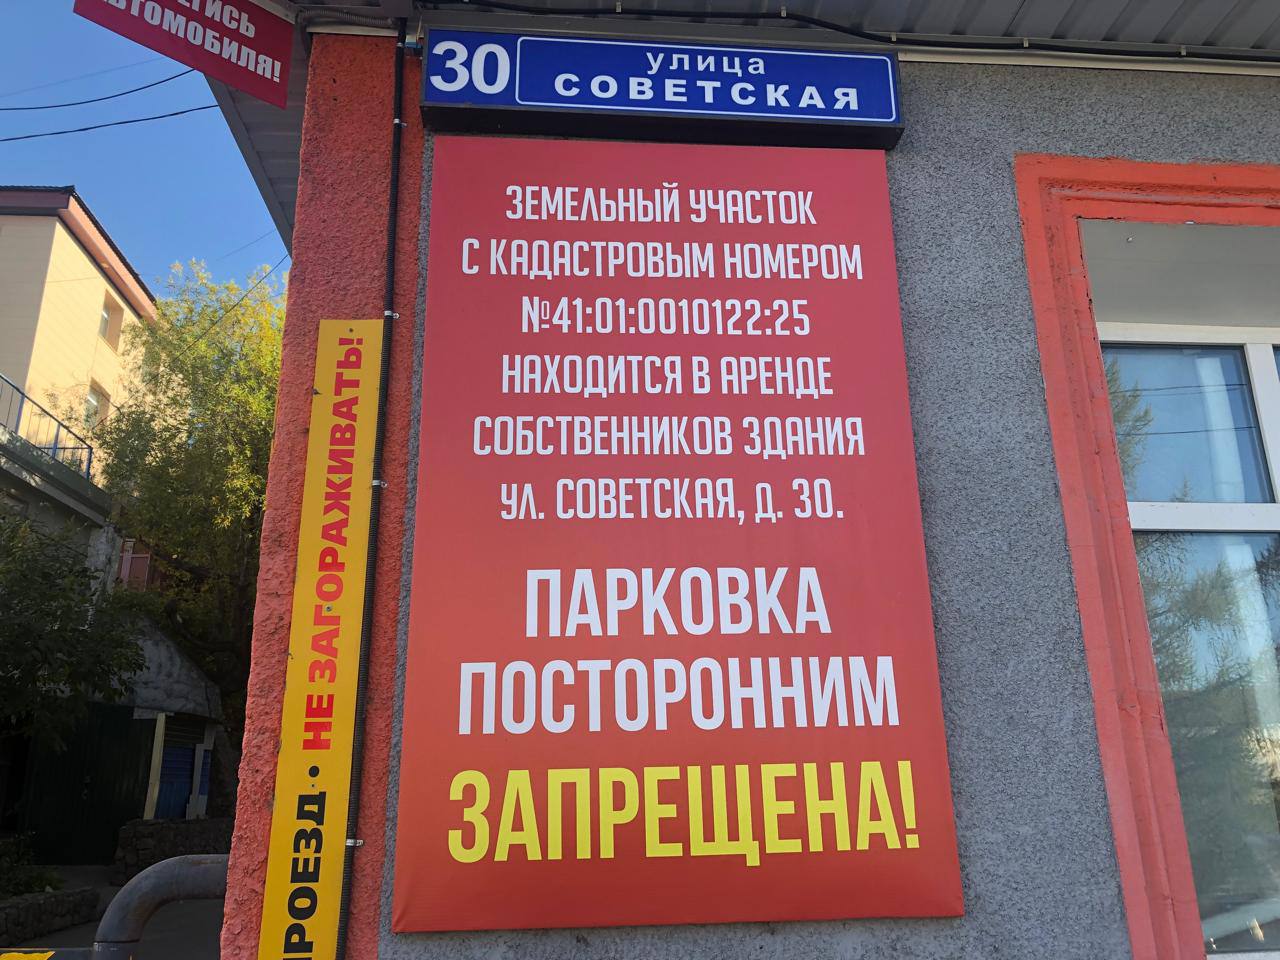 АВТОМОБИЛЯ!
30
улица
СОВЕТСКАЯ
ЗЕМЕЛЬНЫЙ УЧАСТОК
С КАДАСТРОВЫМ НОМЕРОМ
№41:01:0010122:25
НАХОДИТСЯ В АРЕНДЕ
СОБСТВЕННИКОВ ЗДАНИЯ
УЛ. СОВЕТСКАЯ, Д. 30.
ПАРКОВКА
ПОСТОРОННИМ
ЗАПРЕЩЕНА!
ПРОЕЗД • НЕ ЗАГОРАЖИВАТЬ! •